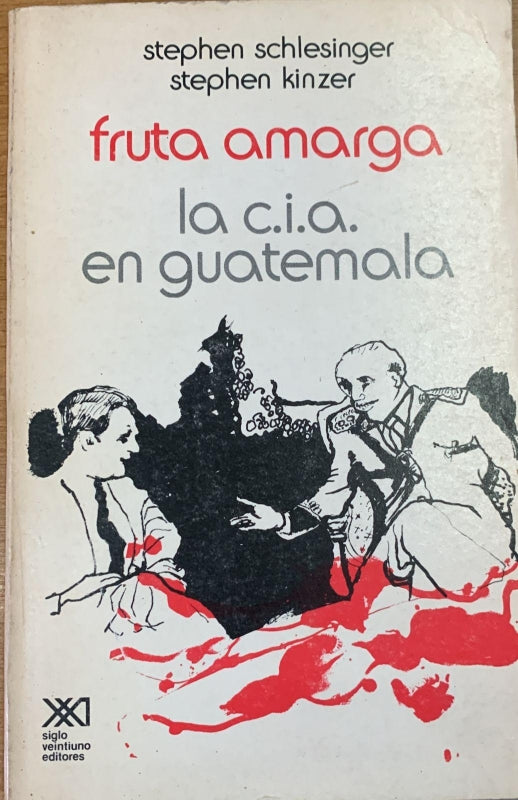 stephen schlesinger
stephen kinzer
fruta amarga
la c.i.a.
en guatemala
siglo
veintiuno
editores